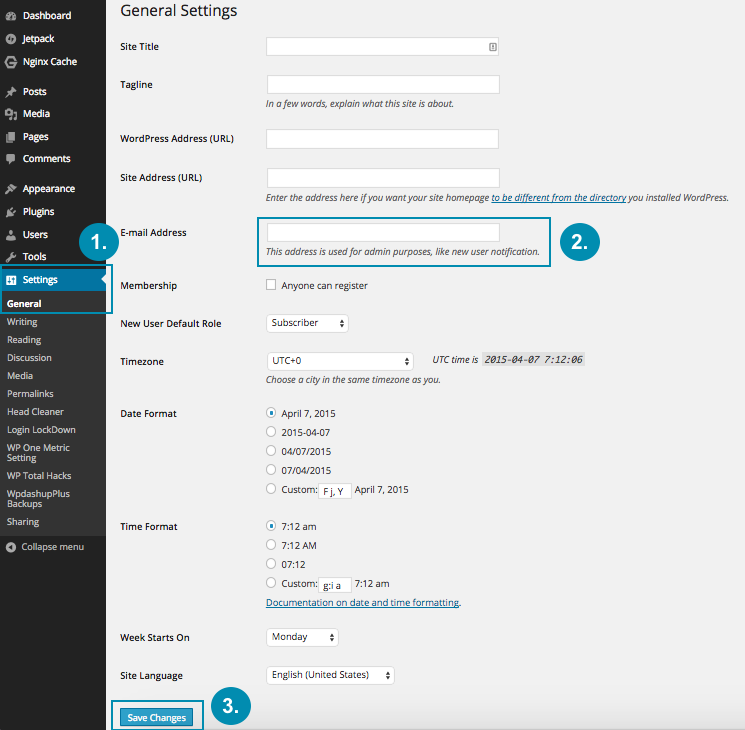 Dashboard
Jetpack
Nginx Cache
Posts
Media
Pages
Comments
Appearance
Plugins
Users
Tools
Settings
General
Writing
Reading
Discussion
Media
Permalinks
Head Cleaner
Login LockDown
WP One Metric
Setting
WP Total Hacks
WpdashupPlus
Backups
Sharing
Collapse menu
1.
General Settings
Site Title
Tagline
In a few words, explain what this site is about.
WordPress Address (URL)
Site Address (URL)
Enter the address here if you want your site homepage to be different from the directory you installed WordPress.
E-mail Address
This address is used for admin purposes, like new user notification.
2.
Membership
Anyone can register
New User Default Role
Subscriber
Timezone
UTC+0
UTC time is 2015-04-07 7:12:06
Choose a city in the same timezone as you.
Date Format
April 7, 2015
2015-04-07
04/07/2015
07/04/2015
Custom: F j, Y April 7, 2015
Time Format
7:12 am
7:12 AM
07:12
Custom: g:i a 7:12 am
Documentation on date and time formatting.
Week Starts On
Monday
Site Language
English (United States)
Save Changes
3.